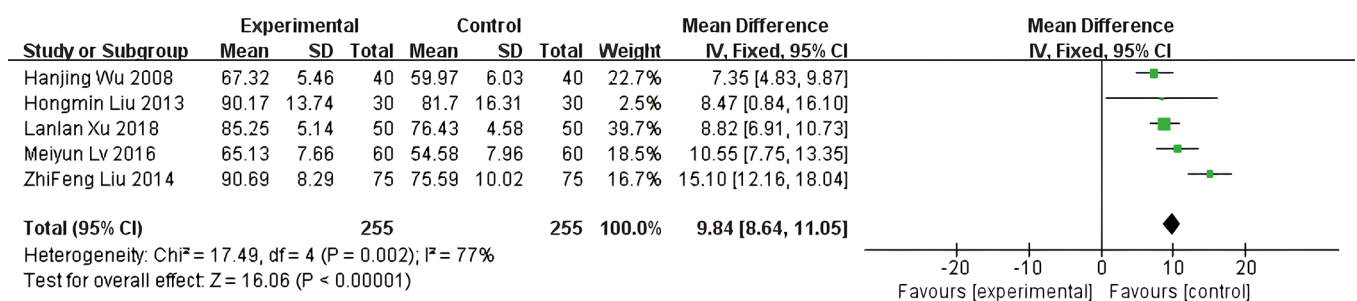 Experimental Control Mean Difference Mean Difference
Study or Subgroup Mean SD Total Mean SD Total Weight IV, Fixed, 95% CI IV, Fixed, 95% CI
Hanjing Wu 2008 67.32 5.46 40 59.97 6.03 40 22.7% 7.35 [4.83, 9.87]
Hongmin Liu 2013 90.17 13.74 30 81.7 16.31 30 2.5% 8.47 [0.84, 16.10]
Lanlan Xu 2018 85.25 5.14 50 76.43 4.58 50 39.7% 8.82 [6.91, 10.73]
Meiyun Lv 2016 65.13 7.66 60 54.58 7.96 60 18.5% 10.55 [7.75, 13.35]
ZhiFeng Liu 2014 90.69 8.29 75 75.59 10.02 75 16.7% 15.10 [12.16, 18.04]
Total (95% CI) 255 255 100.0% 9.84 [8.64, 11.05]
Heterogeneity: Chi² = 17.49, df = 4 (P = 0.002); I² = 77%
Test for overall effect: Z = 16.06 (P < 0.00001)
-20 -10 0 10 20
Favours [experimental] Favours [control]